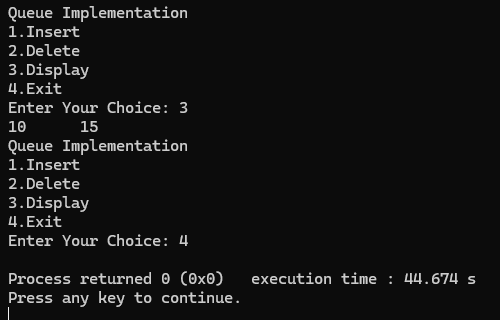 Queue Implementation
1.Insert
2.Delete
3.Display
4.Exit
Enter Your Choice: 3
10      15
Queue Implementation
1.Insert
2.Delete
3.Display
4.Exit
Enter Your Choice: 4

Process returned 0 (0x0)   execution time : 44.674 s
Press any key to continue.